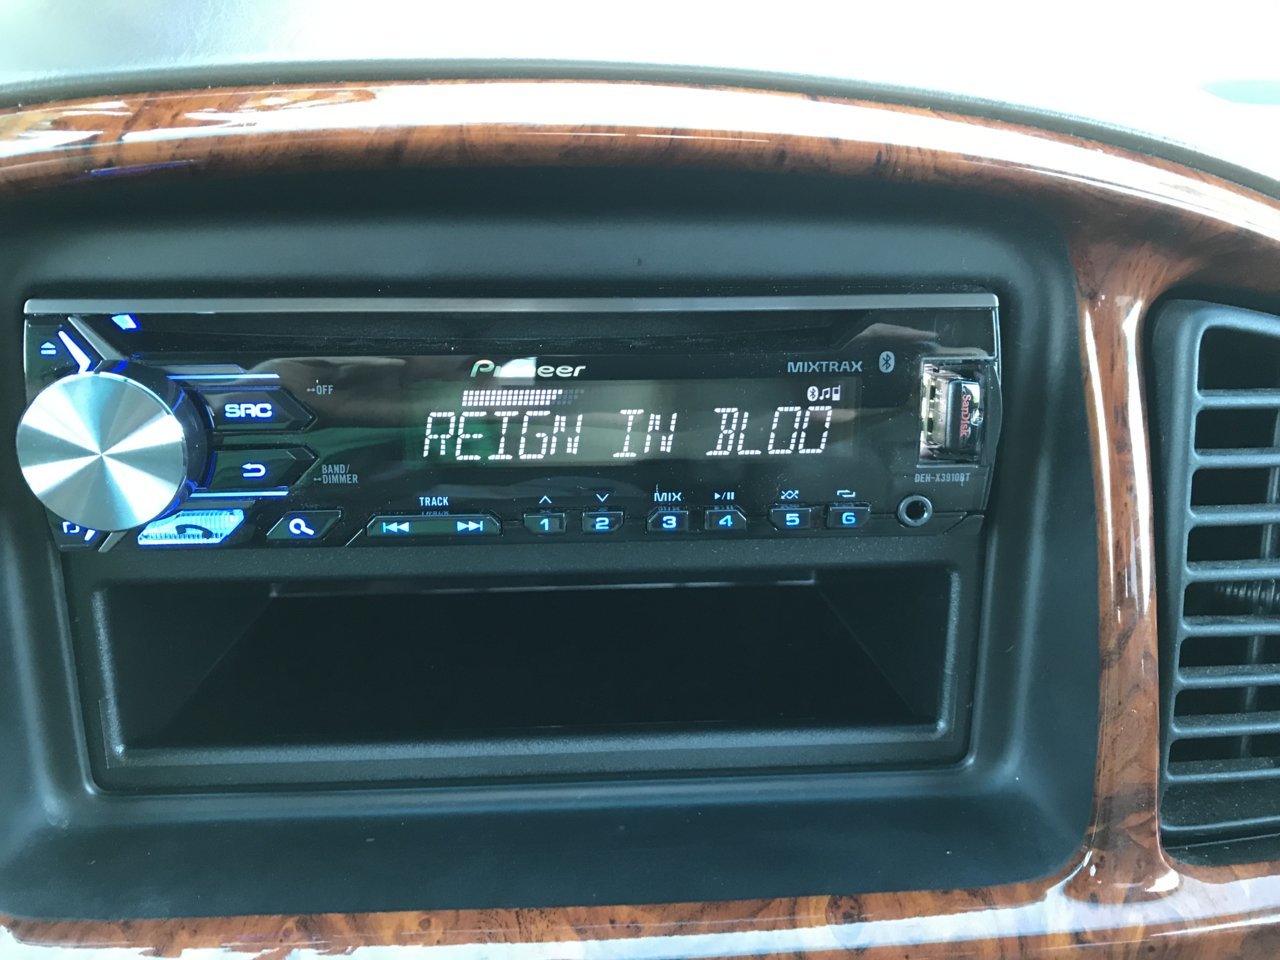 Pioneer
MIXTRAX
OFF
SRC
REIGN IN BLOO
SanDisk
BAND/
DIMMER
DEH-X3910BT
TRACK
MIX
1 2 3 4 5 6